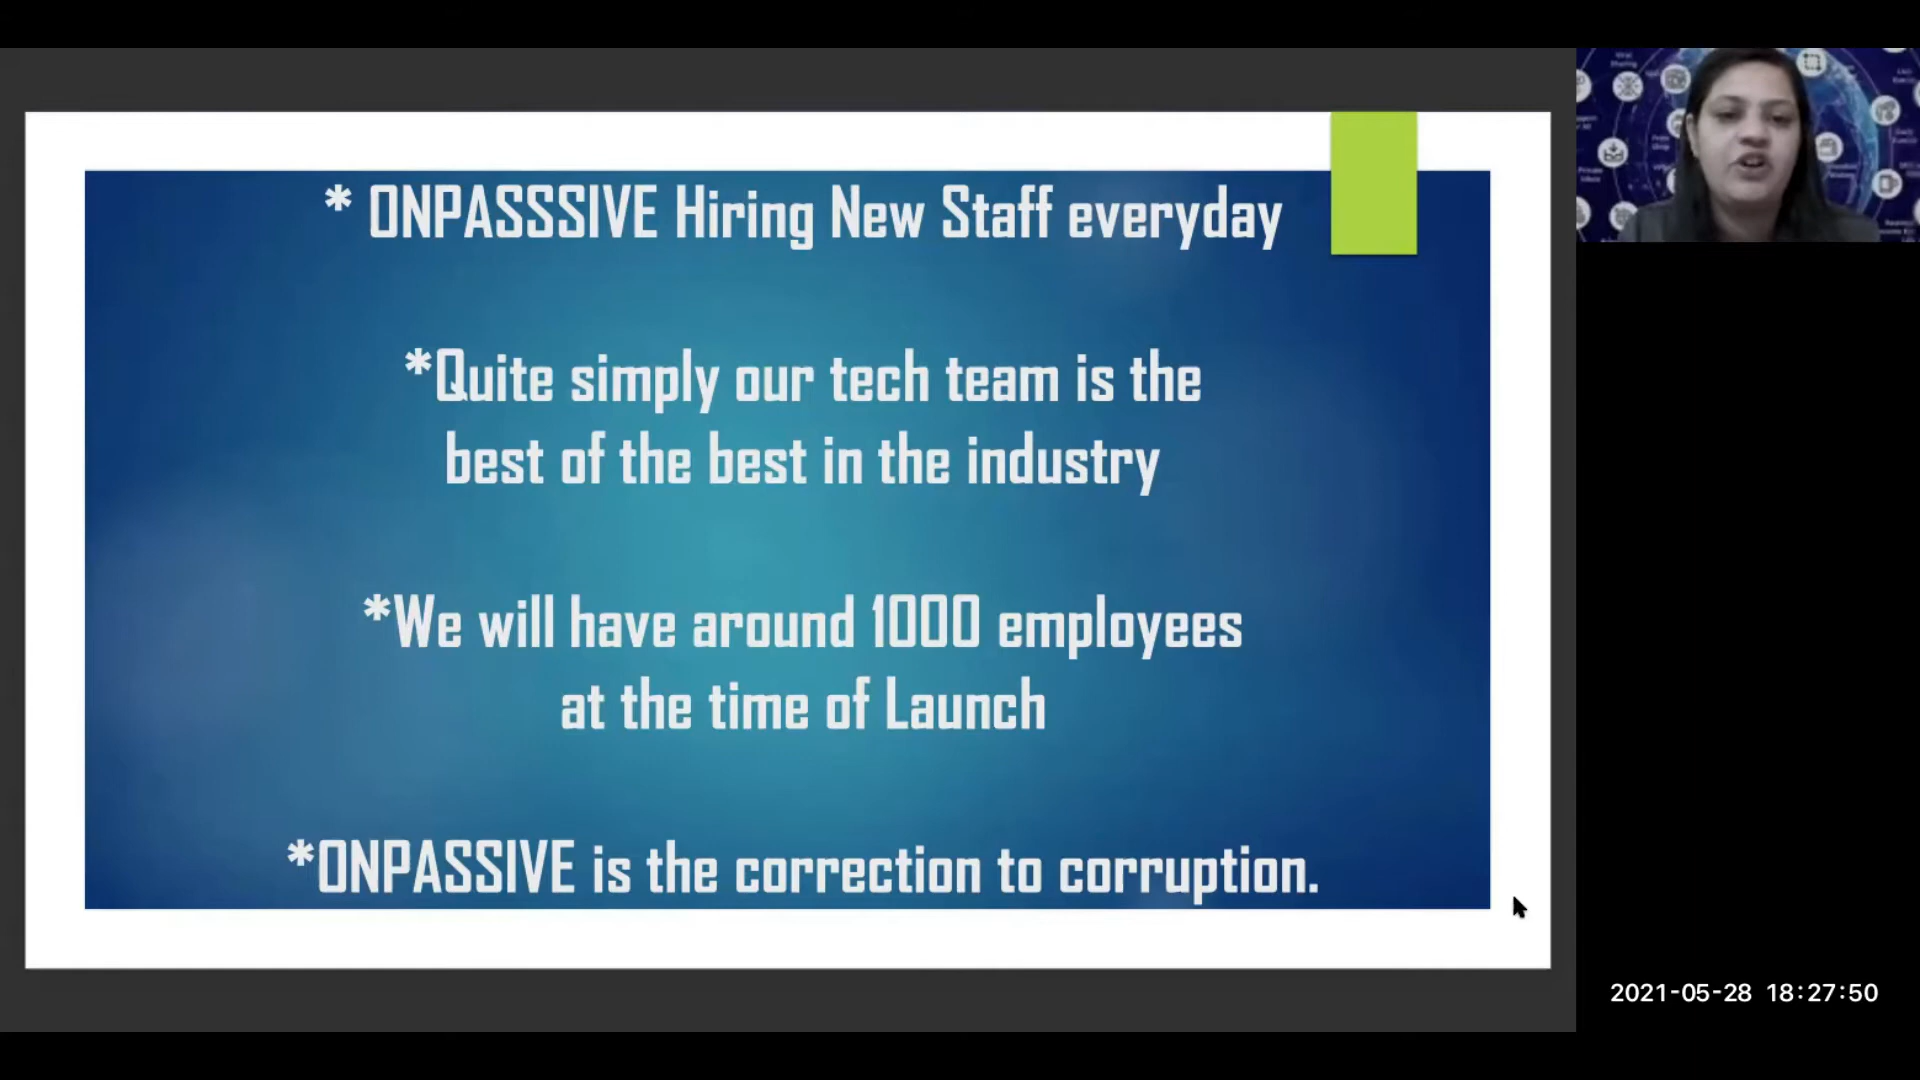 * ONPASSSIVE Hiring New Staff everyday
*Quite simply our tech team is the
best of the best in the industry
*We will have around 1000 employees
at the time of Launch
*ONPASSIVE is the correction to corruption.
2021-05-28 18:27:50